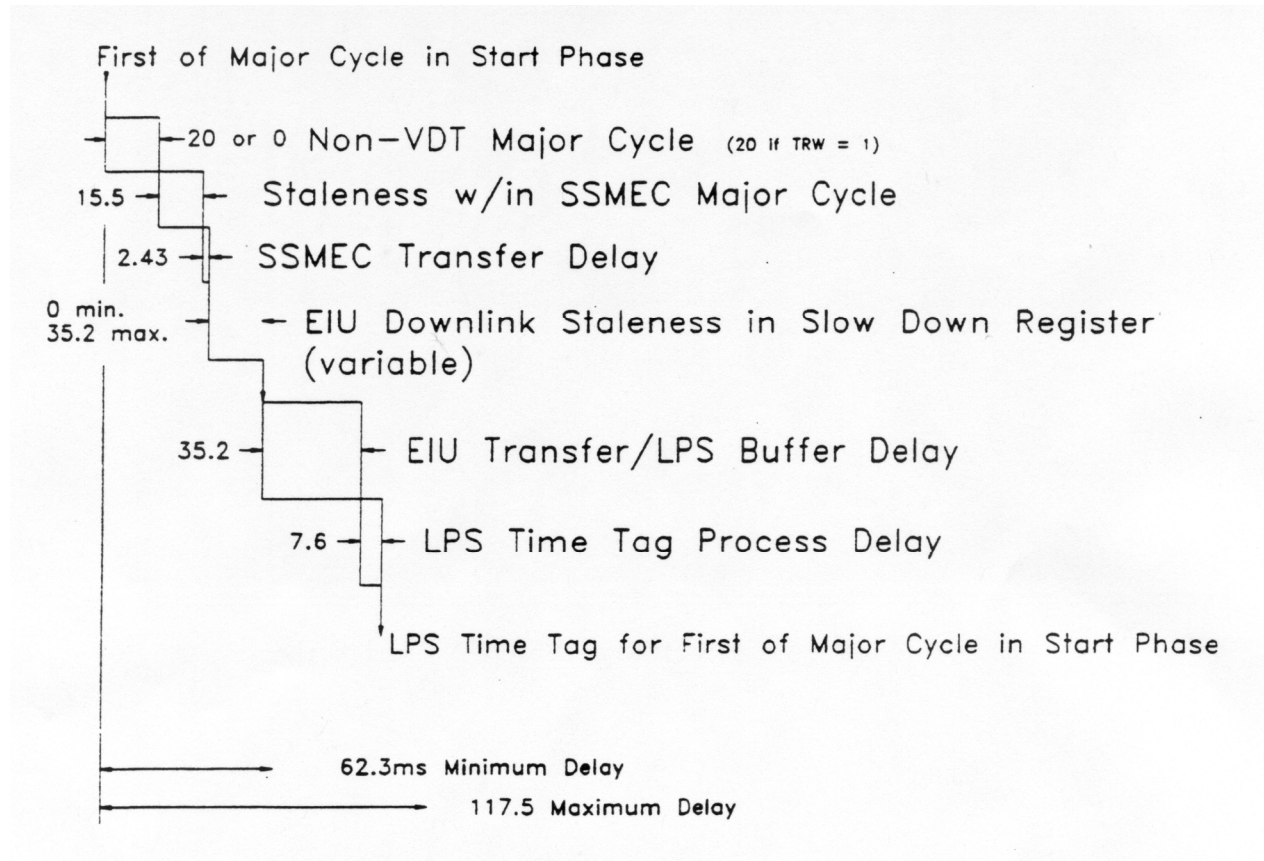 First of Major Cycle in Start Phase
20 or 0 Non-VDT Major Cycle (20 if TRW = 1)
15.5 Staleness w/in SSMEC Major Cycle
2.43 SSMEC Transfer Delay
0 min.
35.2 max.
EIU Downlink Staleness in Slow Down Register
(variable)
35.2 EIU Transfer/LPS Buffer Delay
7.6 LPS Time Tag Process Delay
LPS Time Tag for First of Major Cycle in Start Phase
62.3ms Minimum Delay
117.5 Maximum Delay